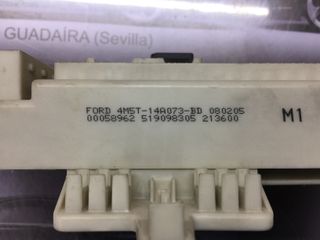 GUADAÍRA (Sevilla)
FORD 4M5T-14A073-BD 080205
00058962 519098305 213600
M1